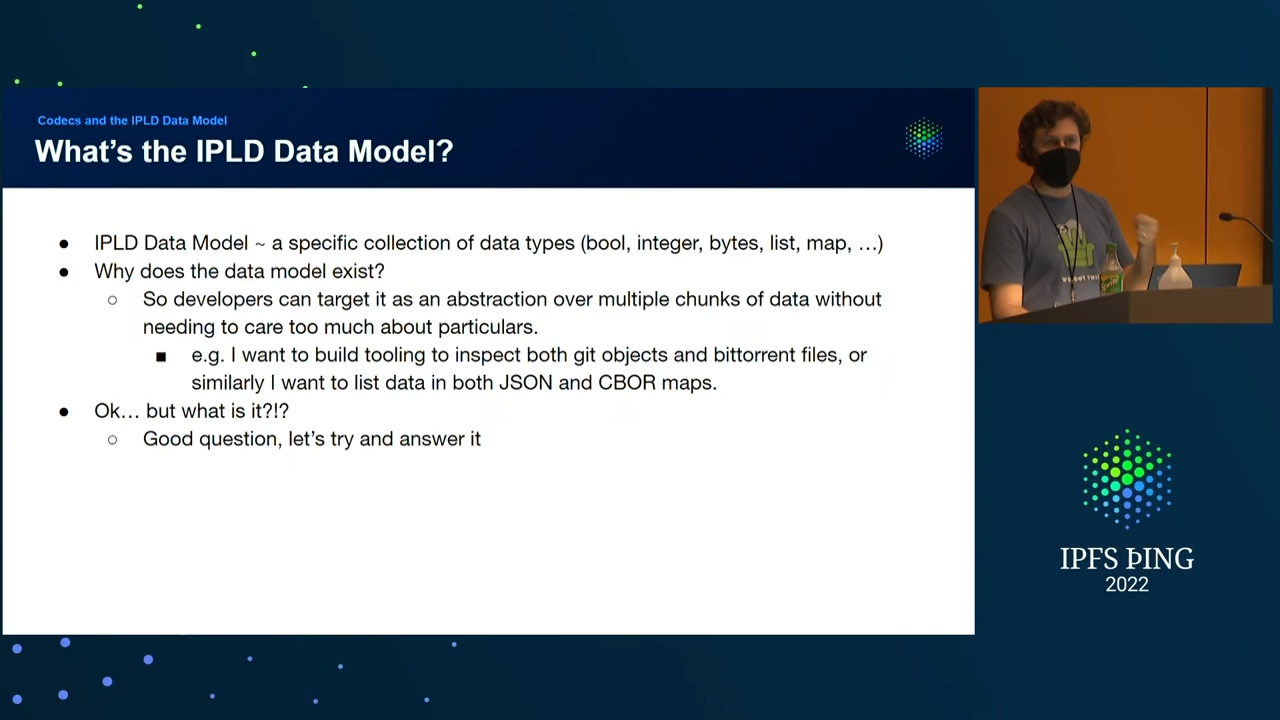 Codecs and the IPLD Data Model
What's the IPLD Data Model?
● IPLD Data Model ~ a specific collection of data types (bool, integer, bytes, list, map, …)
● Why does the data model exist?
○ So developers can target it as an abstraction over multiple chunks of data without
needing to care too much about particulars.
■ e.g. I want to build tooling to inspect both git objects and bittorrent files, or
similarly I want to list data in both JSON and CBOR maps.
● Ok… but what is it?!?
○ Good question, let's try and answer it
IPFS ÞING
2022